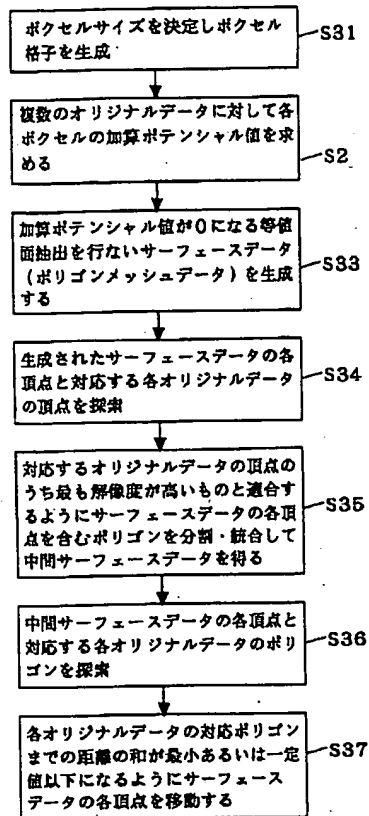 ボクセルサイズを決定しボクセル
格子を生成
S31
複数のオリジナルデータに対して各
ボクセルの加算ポテンシャル値を求
める
S2
加算ポテンシャル値が0になる等値
面抽出を行ないサーフェースデータ
(ポリゴンメッシュデータ)を生成
する
S33
生成されたサーフェースデータの各
頂点と対応する各オリジナルデータ
の頂点を探索
S34
対応するオリジナルデータの頂点の
うち最も解像度が高いものと適合す
るようにサーフェースデータの各頂
点を含むポリゴンを分割・統合して
中間サーフェースデータを得る
S35
中間サーフェースデータの各頂点と
対応する各オリジナルデータのポリ
ゴンを探索
S36
各オリジナルデータの対応ポリゴン
までの距離の和が最小あるいは一定
値以下になるようにサーフェース
データの各頂点を移動する
S37